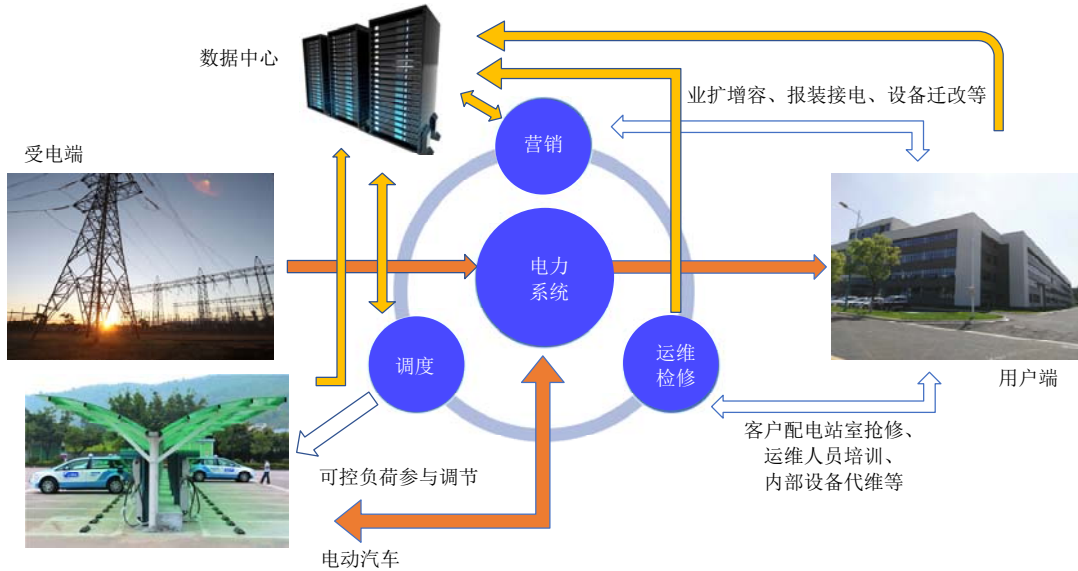 数据中心
业扩增容、报装接电、设备迁改等
营销
受电端
电力
系统
调度
运维
检修
用户端
客户配电站室抢修、
运维人员培训、
内部设备代维等
可控负荷参与调节
电动汽车